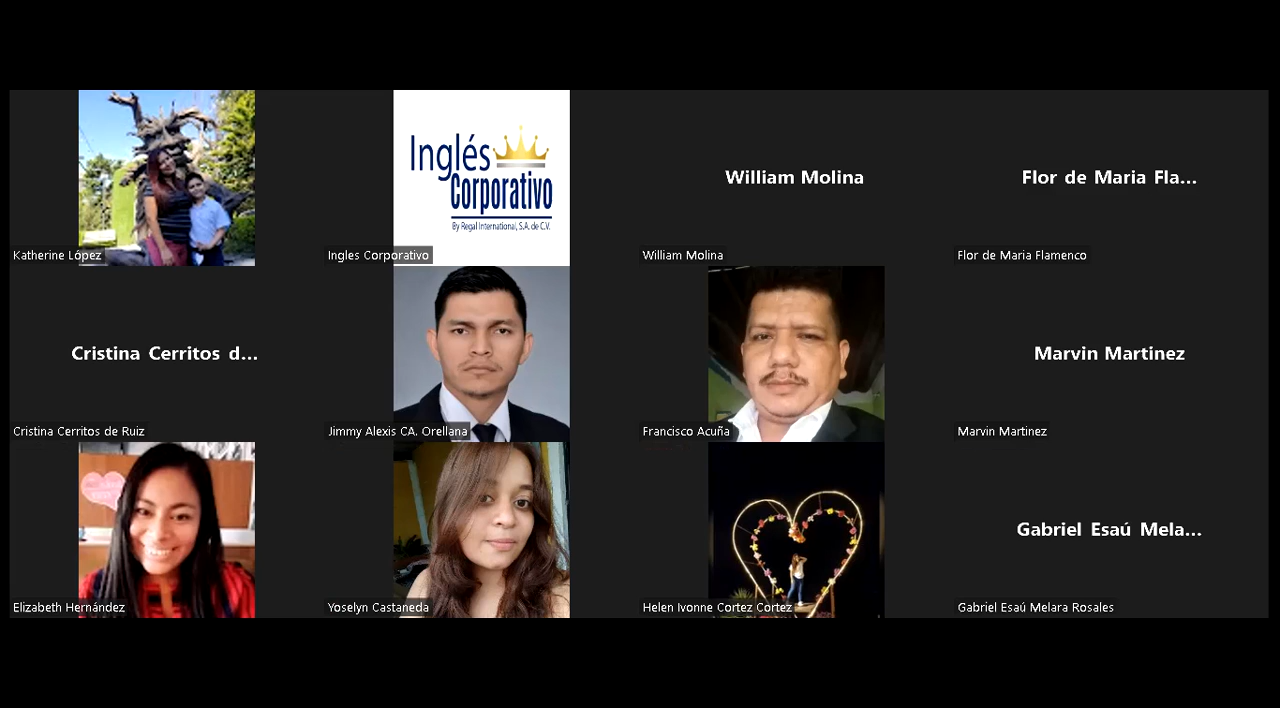 Katherine López
Inglés
Corporativo
By Regal International, S.A. de C.V.
Ingles Corporativo
William Molina
William Molina
Flor de Maria Fla...
Flor de Maria Flamenco
Cristina Cerritos d...
Cristina Cerritos de Ruiz
Jimmy Alexis CA. Orellana
Francisco Acuña
Marvin Martinez
Marvin Martinez
Elizabeth Hernández
Yoselyn Castaneda
Helen Ivonne Cortez Cortez
Gabriel Esaú Mela...
Gabriel Esaú Melara Rosales